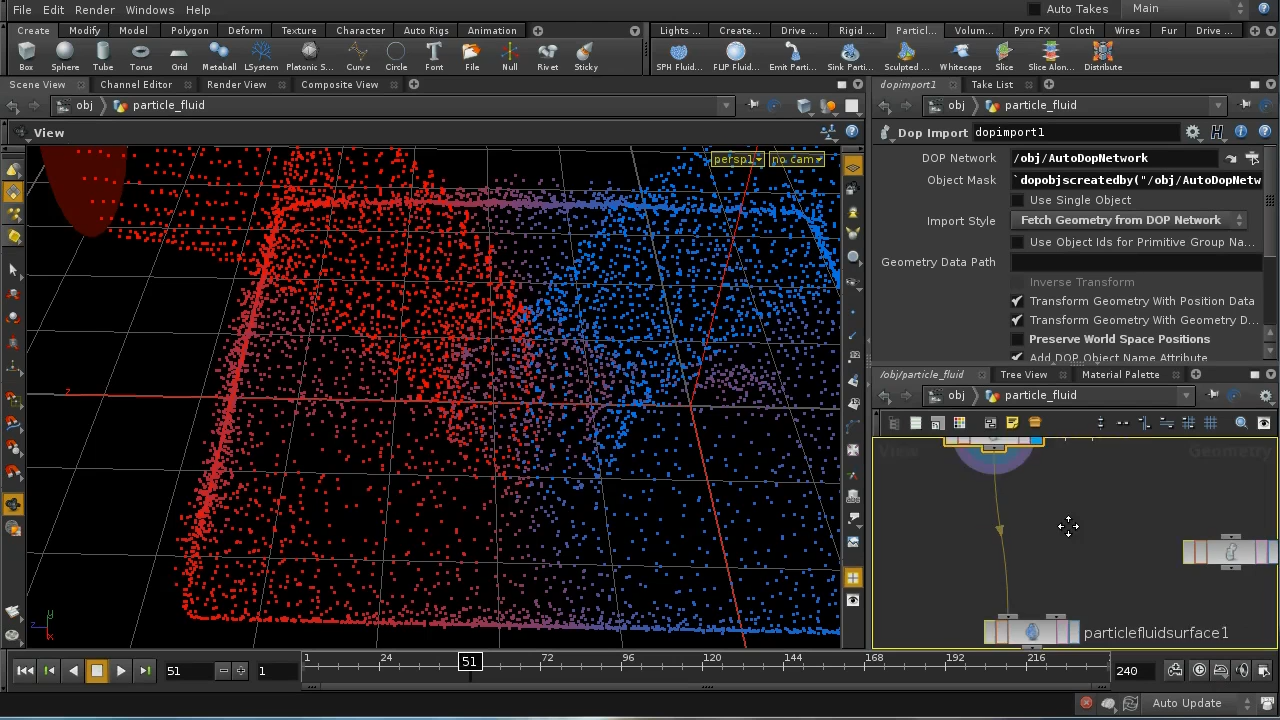 File Edit Render Windows Help Auto Takes Main
Create Modify Model Polygon Deform Texture Character Auto Rigs Animation Lights ... Create... Drive ... Rigid ... Particl... Volum... Pyro FX Cloth Wires Fur Drive ...
Box Sphere Tube Torus Grid Metaball LSystem Platonic S... Curve Circle Font File Null Rivet Sticky SPH Fluid... FLIP Fluid... Emit Parti... Sink Parti... Sculpted ... Whitecaps Slice Slice Alon... Distribute
Scene View Channel Editor Render View Composite View dopimport1 Take List
obj particle_fluid obj particle_fluid
View
Dop Import dopimport1
persp1 no cam
DOP Network /obj/AutoDopNetwork
Object Mask `dopobjscreatedby("/obj/AutoDopNetw
Use Single Object
Import Style Fetch Geometry from DOP Network
Use Object Ids for Primitive Group Na...
Geometry Data Path
Inverse Transform
Transform Geometry With Position Data
Transform Geometry With Geometry D...
Preserve World Space Positions
Add DOP Object Name Attribute
/obj/particle_fluid Tree View Material Palette
obj particle_fluid
View Geometry
z
y
z
x
particlefluidsurface1
51 1 1 24 51 72 96 120 144 168 192 216 240
Auto Update